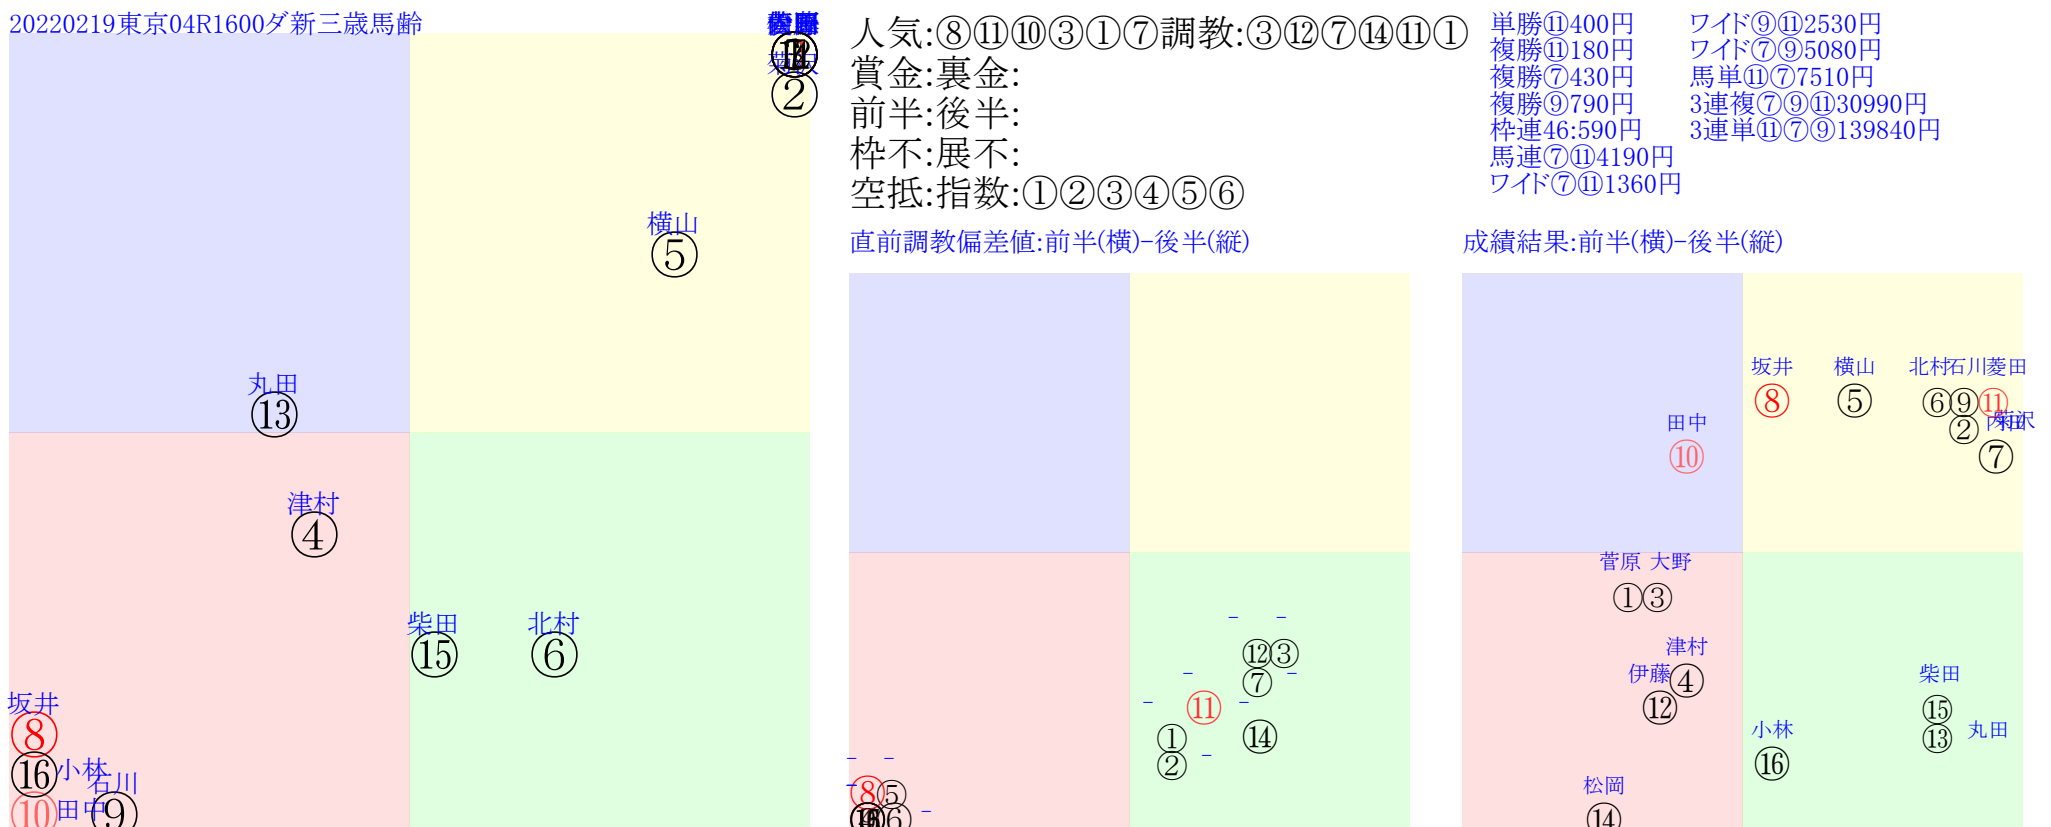 20220219東京04R1600ダ新三歳馬齢
菊沢
②
横山
⑤
丸田
⑬
津村
④
柴田
⑮
北村
⑥
坂井
⑧
⑯小林
石川
⑩田中
⑨
人気:⑧⑪⑩③①⑦調教:③⑫⑦⑭⑪①
賞金:裏金:
前半:後半:
枠不:展不:
空抵:指数:①②③④⑤⑥
単勝⑪400円
複勝⑪180円
複勝⑦430円
複勝⑨790円
枠連46:590円
馬連⑦⑪4190円
ワイド⑦⑪1360円
ワイド⑨⑪2530円
ワイド⑦⑨5080円
馬単⑪⑦7510円
3連複⑦⑨⑪30990円
3連単⑪⑦⑨139840円
直前調教偏差値:前半(横)-後半(縦)
⑫③
⑦
⑪
①
⑭
②
⑧⑤
⑥
成績結果:前半(横)-後半(縦)
坂井
横山
北村石川菱田
⑧
⑤
⑥⑨⑪
田中
②
菊沢
⑩
⑦
菅原 大野
①③
津村
伊藤④
柴田
⑫
⑮
小林
⑬
丸田
⑯
松岡
⑭